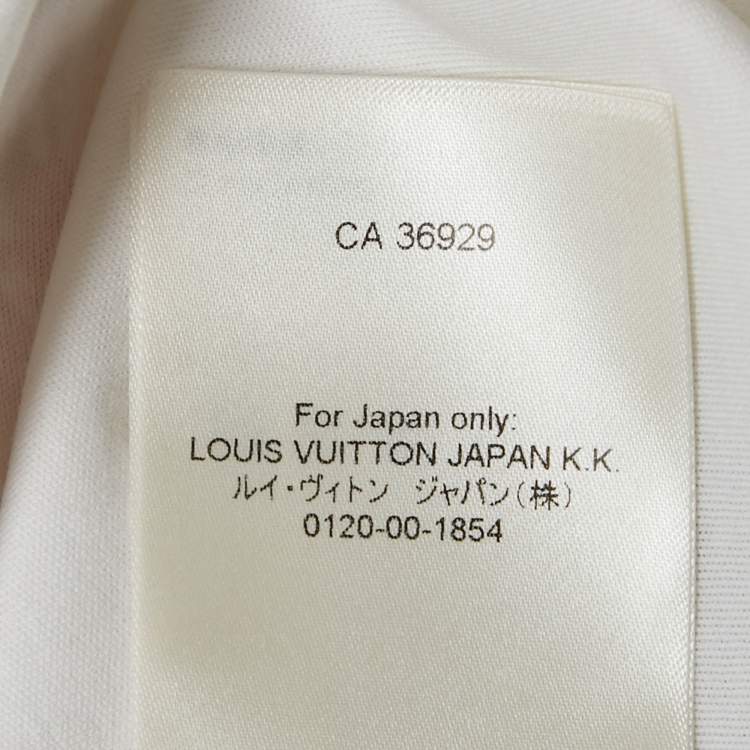 CA 36929
For Japan only:
LOUIS VUITTON JAPAN K.K.
ルイ・ヴィトン ジャパン(株)
0120-00-1854